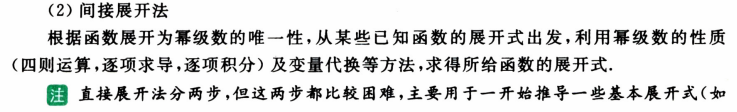 (2) 间接展开法
根据函数展开为幂级数的唯一性,从某些已知函数的展开式出发,利用幂级数的性质
(四则运算,逐项求导,逐项积分)及变量代换等方法,求得所给函数的展开式.
注 直接展开法分两步,但这两步都比较困难,主要用于一开始推导一些基本展开式(如